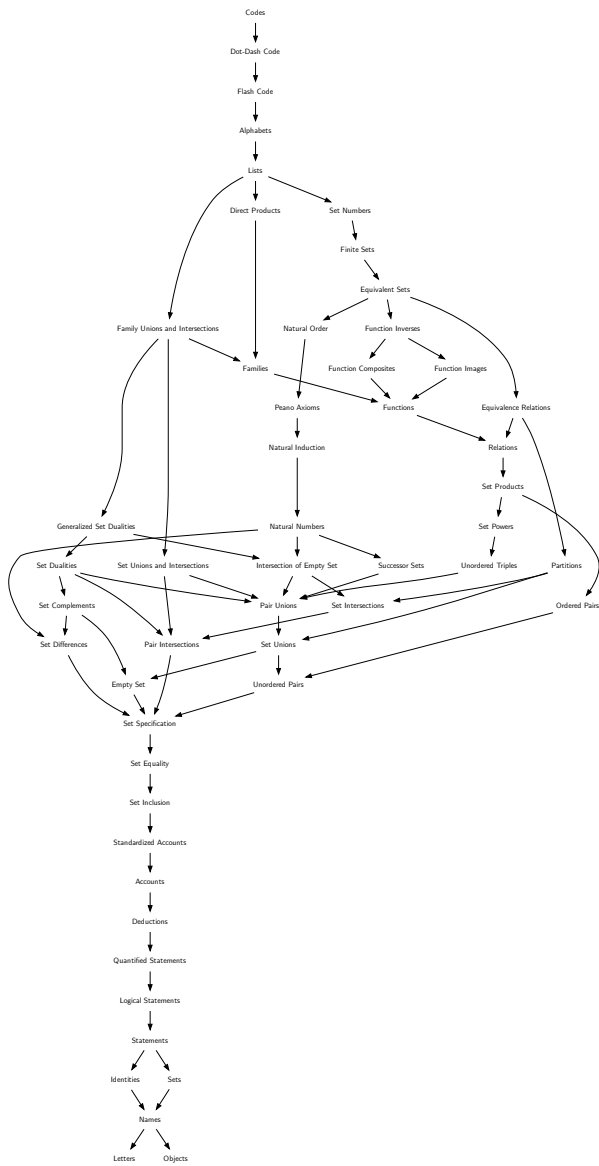 Codes
Dot-Dash Code
Flash Code
Alphabets
Lists
Direct Products
Set Numbers
Finite Sets
Equivalent Sets
Family Unions and Intersections
Natural Order
Function Inverses
Families
Function Composites
Function Images
Peano Axioms
Functions
Equivalence Relations
Natural Induction
Relations
Set Products
Generalized Set Dualities
Natural Numbers
Set Powers
Set Dualities
Set Unions and Intersections
Intersection of Empty Set
Successor Sets
Unordered Triples
Partitions
Set Complements
Pair Unions
Set Intersections
Ordered Pairs
Set Differences
Pair Intersections
Set Unions
Empty Set
Unordered Pairs
Set Specification
Set Equality
Set Inclusion
Standardized Accounts
Accounts
Deductions
Quantified Statements
Logical Statements
Statements
Identities
Sets
Names
Letters
Objects